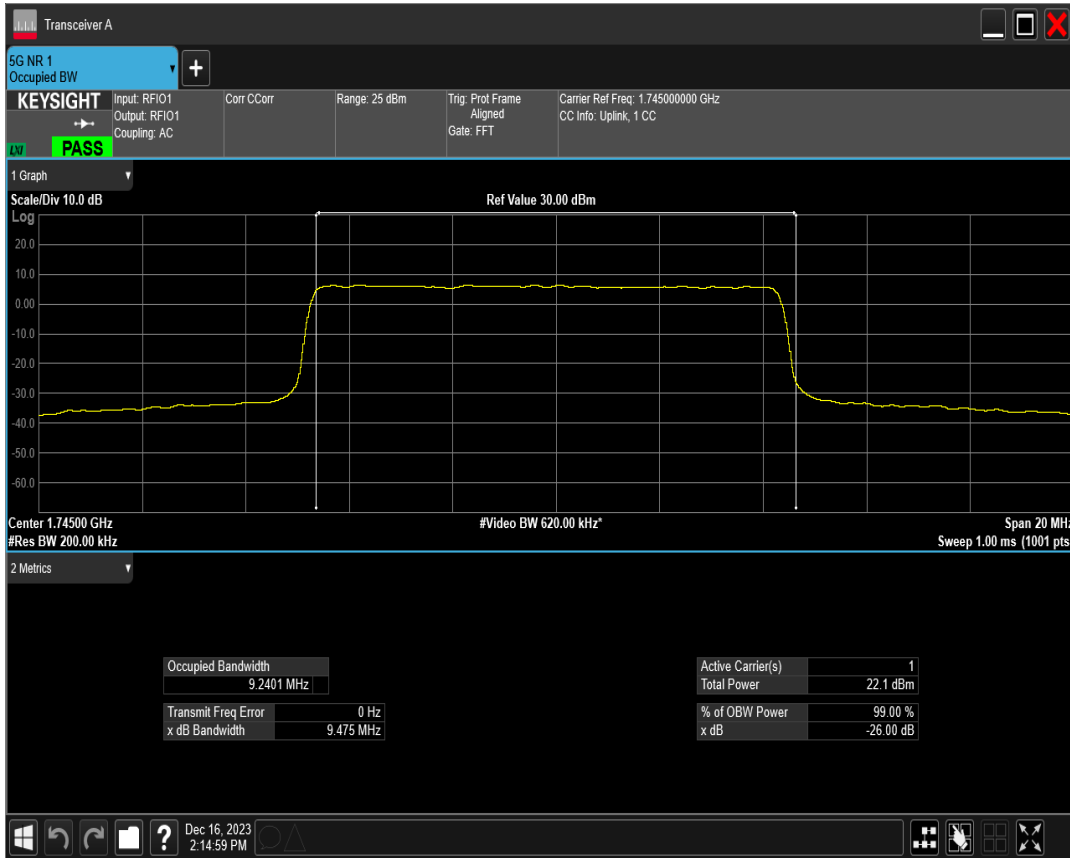 Transceiver A
5G NR 1
Occupied BW
KEYSIGHT
LXI
PASS
Input: RFIO1
Output: RFIO1
Coupling: AC
Corr CCorr
Range: 25 dBm
Trig: Prot Frame
Aligned
Gate: FFT
Carrier Ref Freq: 1.745000000 GHz
CC Info: Uplink, 1 CC
1 Graph
Scale/Div 10.0 dB
Ref Value 30.00 dBm
Log
20.0
10.0
0.00
-10.0
-20.0
-30.0
-40.0
-50.0
-60.0
Center 1.74500 GHz
#Video BW 620.00 kHz*
Span 20 MHz
#Res BW 200.00 kHz
Sweep 1.00 ms (1001 pts
2 Metrics
Occupied Bandwidth
9.2401 MHz
Transmit Freq Error 0 Hz
x dB Bandwidth 9.475 MHz
Active Carrier(s) 1
Total Power 22.1 dBm
% of OBW Power 99.00 %
x dB -26.00 dB
?
Dec 16, 2023
2:14:59 PM